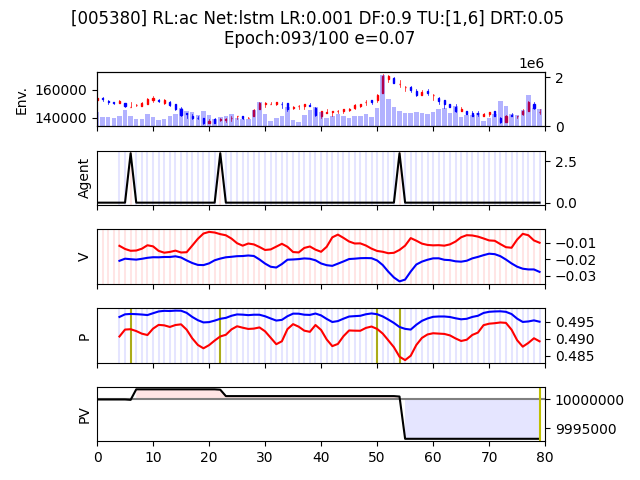 [005380] RL:ac Net:lstm LR:0.001 DF:0.9 TU:[1,6] DRT:0.05
Epoch:093/100 e=0.07
1e6
Env.
160000
140000
2
0
Agent
2.5
0.0
V
−0.01
−0.02
−0.03
P
0.495
0.490
0.485
PV
10000000
9995000
0 10 20 30 40 50 60 70 80